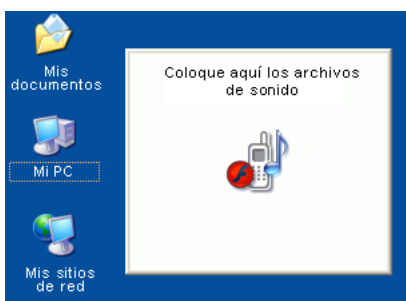 Mis
documentos
Mi PC
Mis sitios
de red
Coloque aquí los archivos
de sonido